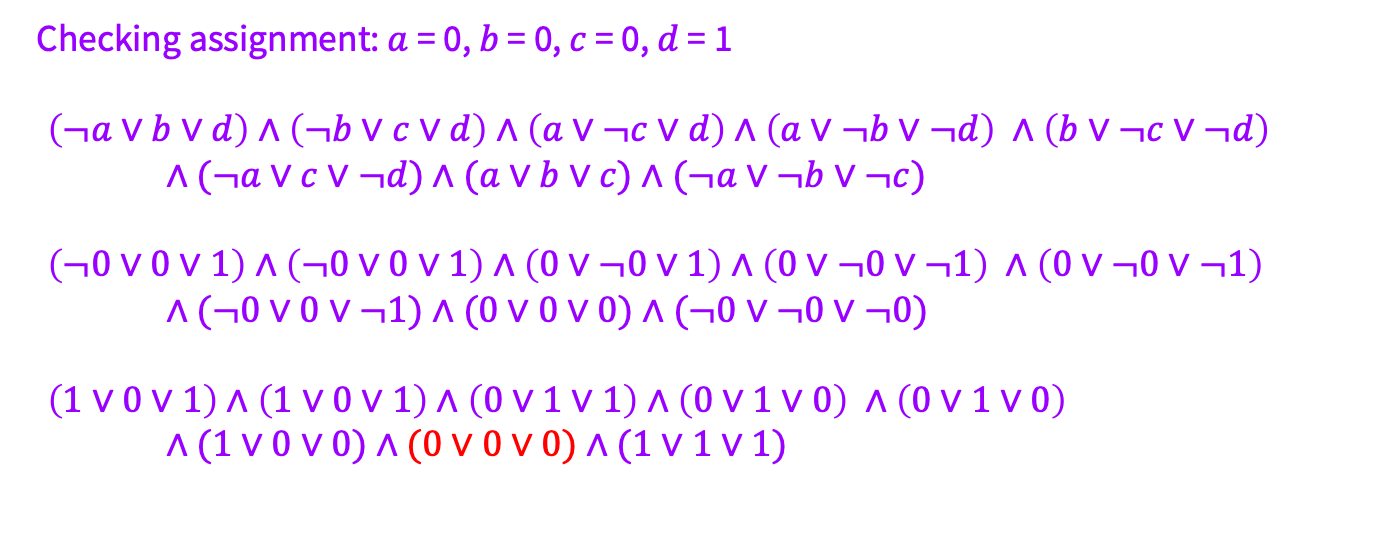 Checking assignment: a = 0, b = 0, c = 0, d = 1
(¬a ∨ b ∨ d) ∧ (¬b ∨ c ∨ d) ∧ (a ∨ ¬c ∨ d) ∧ (a ∨ ¬b ∨ ¬d) ∧ (b ∨ ¬c ∨ ¬d)
∧ (¬a ∨ c ∨ ¬d) ∧ (a ∨ b ∨ c) ∧ (¬a ∨ ¬b ∨ ¬c)
(¬0 ∨ 0 ∨ 1) ∧ (¬0 ∨ 0 ∨ 1) ∧ (0 ∨ ¬0 ∨ 1) ∧ (0 ∨ ¬0 ∨ ¬1) ∧ (0 ∨ ¬0 ∨ ¬1)
∧ (¬0 ∨ 0 ∨ ¬1) ∧ (0 ∨ 0 ∨ 0) ∧ (¬0 ∨ ¬0 ∨ ¬0)
(1 ∨ 0 ∨ 1) ∧ (1 ∨ 0 ∨ 1) ∧ (0 ∨ 1 ∨ 1) ∧ (0 ∨ 1 ∨ 0) ∧ (0 ∨ 1 ∨ 0)
∧ (1 ∨ 0 ∨ 0) ∧ (0 ∨ 0 ∨ 0) ∧ (1 ∨ 1 ∨ 1)